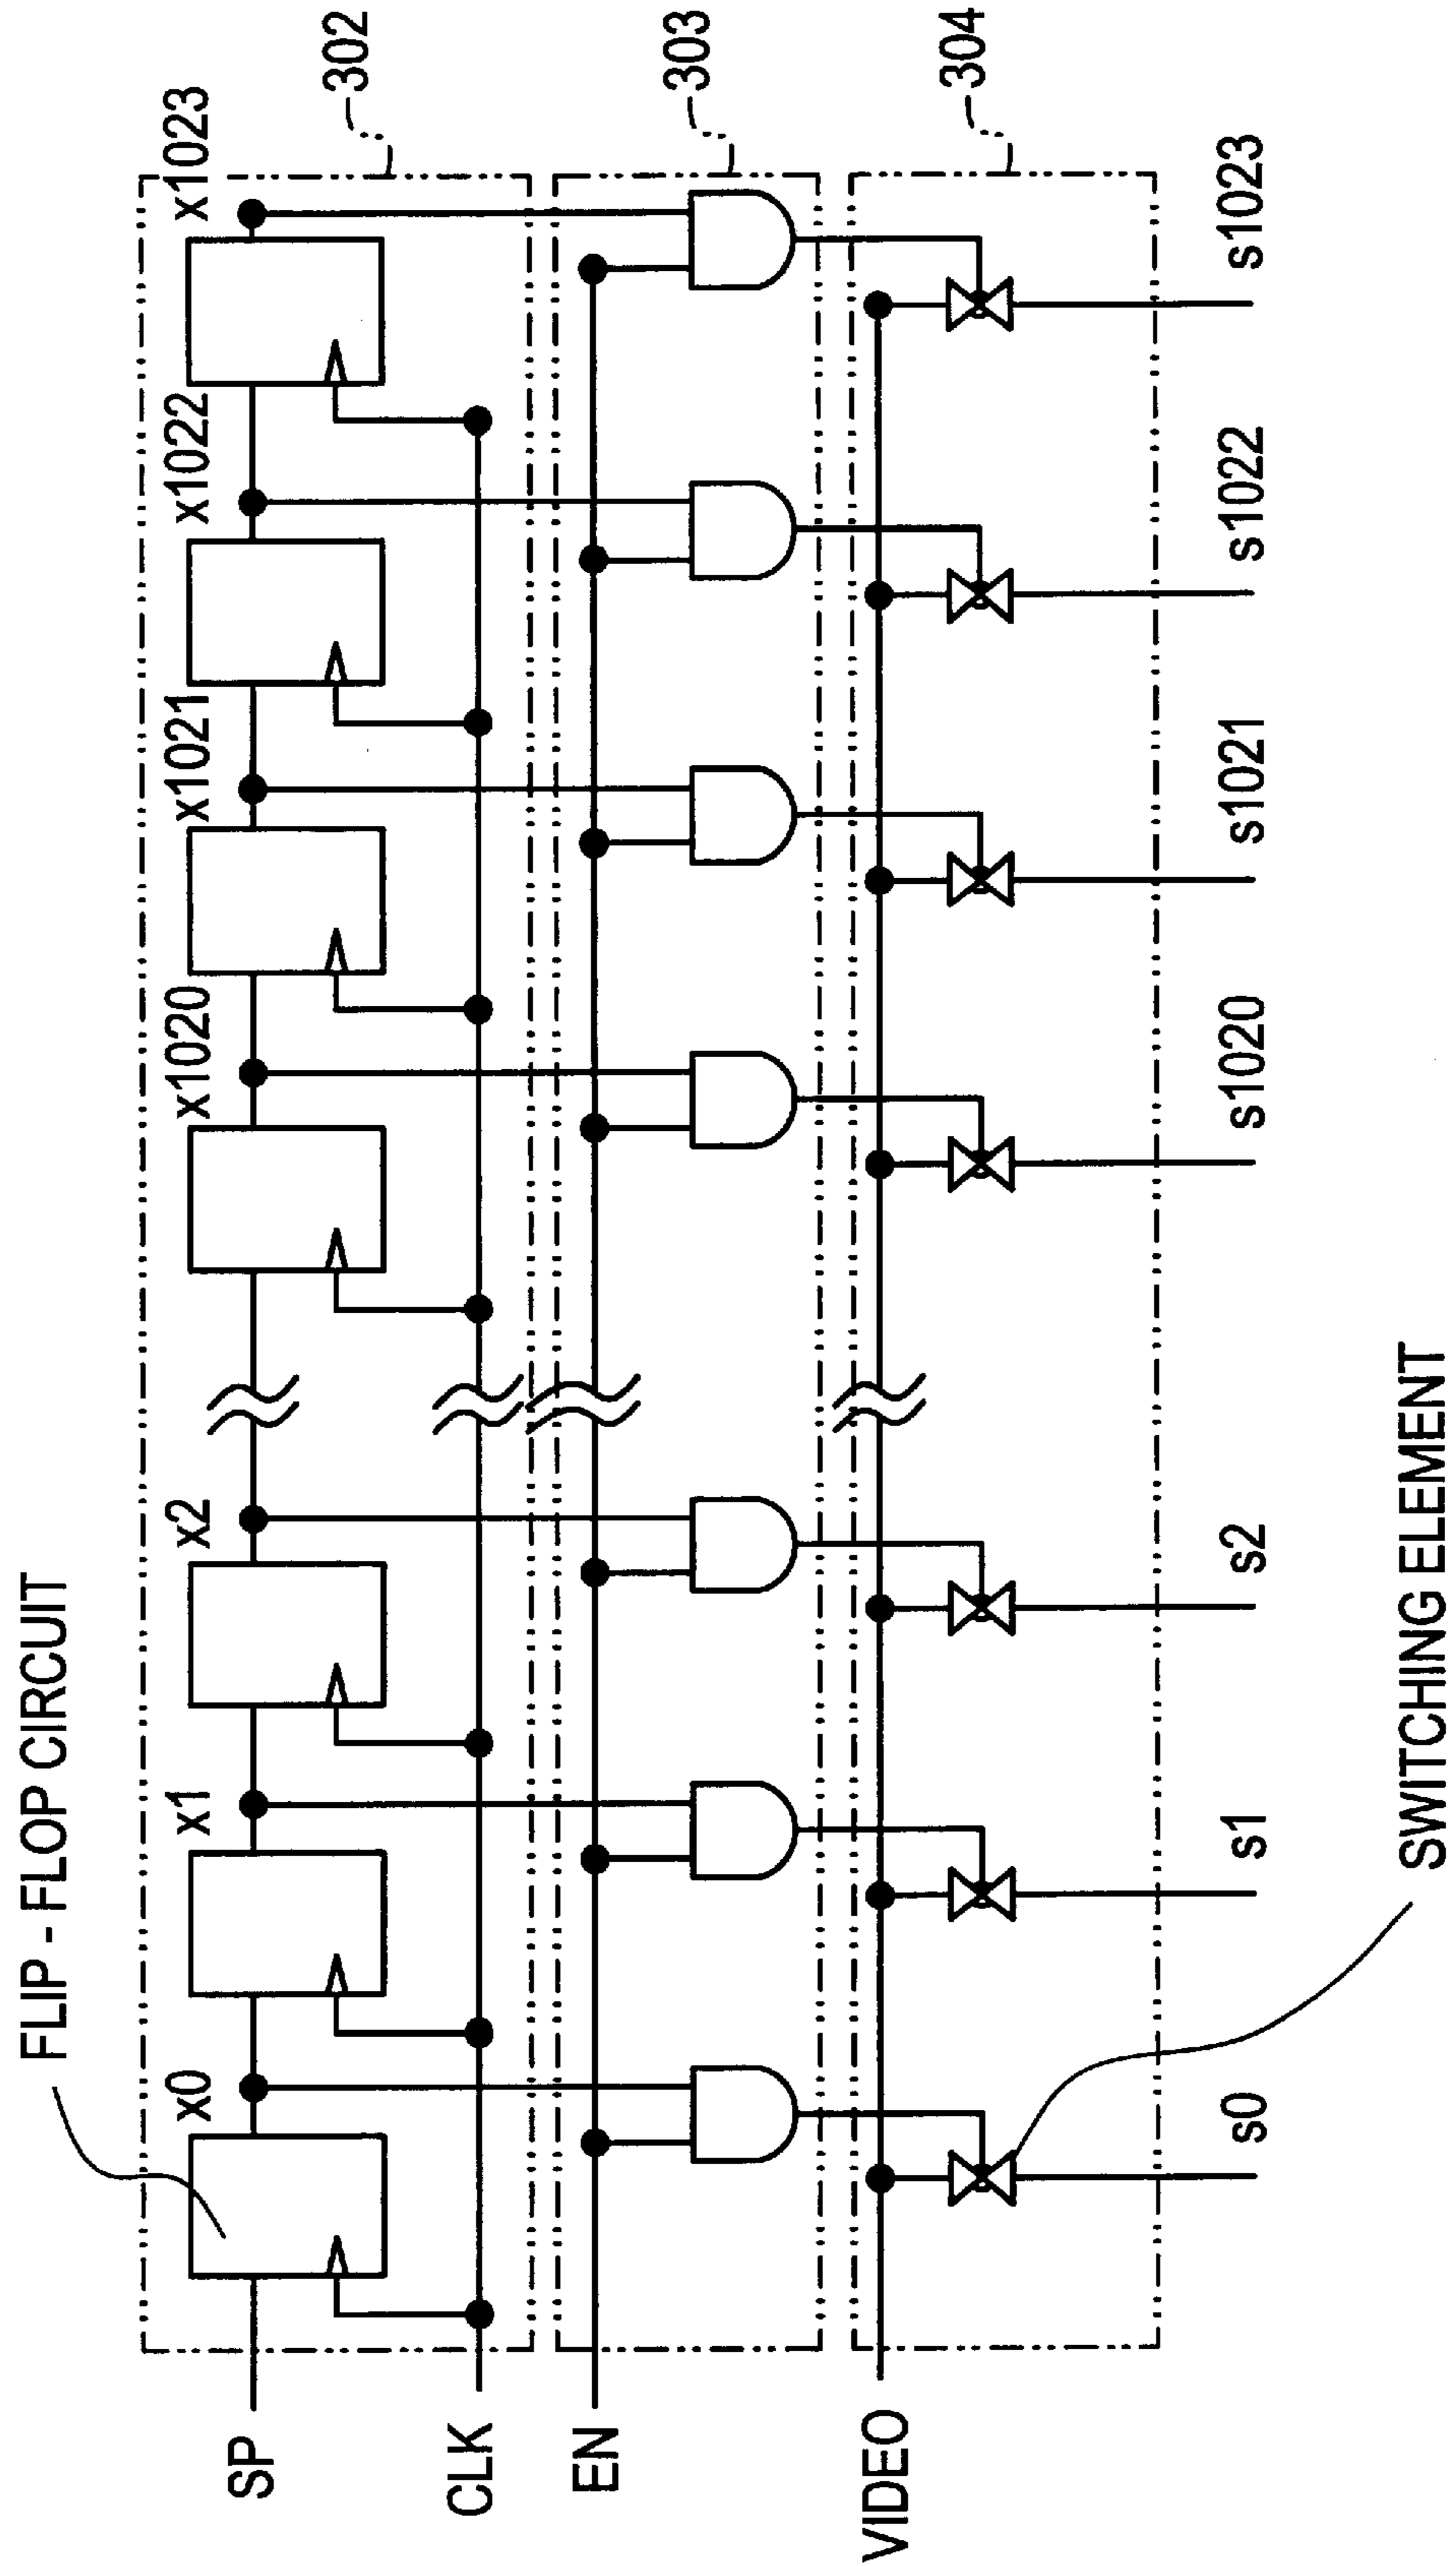 FLIP - FLOP CIRCUIT
x0
x1
x2
x1020
x1021
x1022
x1023
302
SP
CLK
EN
303
VIDEO
304
s0
s1
s2
s1020
s1021
s1022
s1023
SWITCHING ELEMENT